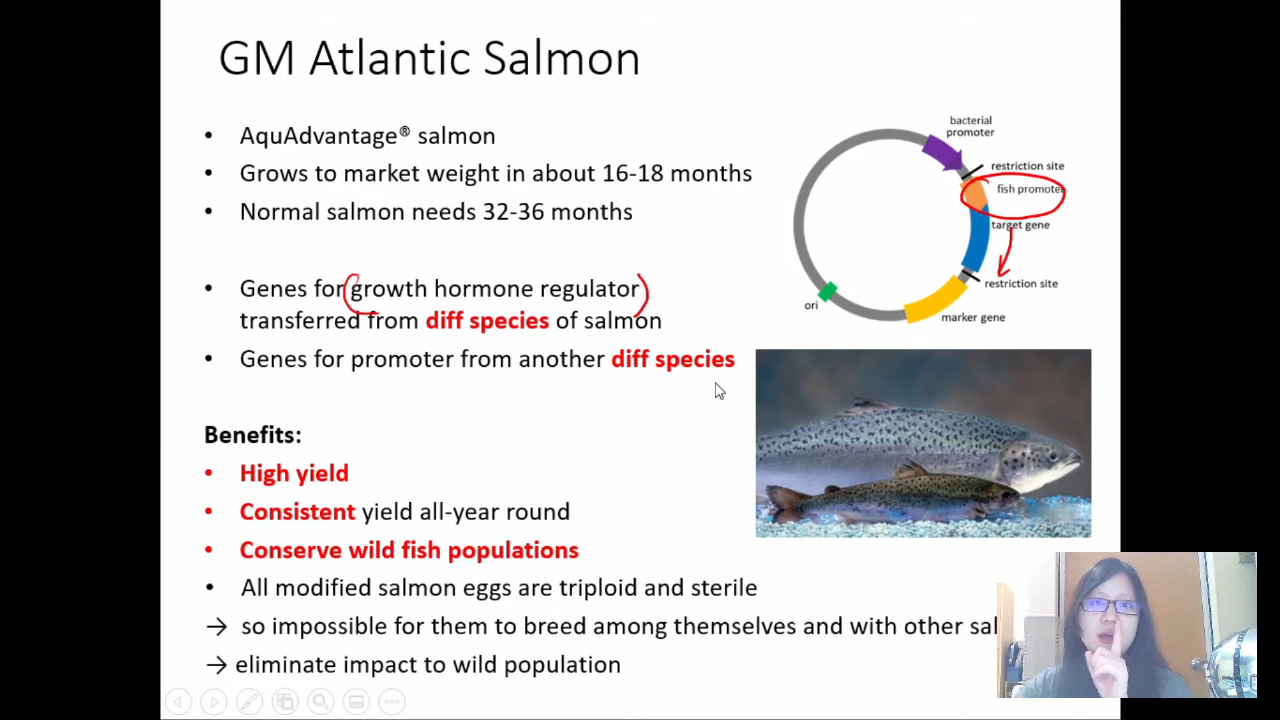 GM Atlantic Salmon
• AquAdvantage® salmon
• Grows to market weight in about 16-18 months
• Normal salmon needs 32-36 months
• Genes for growth hormone regulator
transferred from diff species of salmon
• Genes for promoter from another diff species
Benefits:
• High yield
• Consistent yield all-year round
• Conserve wild fish populations
• All modified salmon eggs are triploid and sterile
→ so impossible for them to breed among themselves and with other sal
→ eliminate impact to wild population
bacterial
promoter
restriction site
fish promoter
target gene
restriction site
marker gene
ori